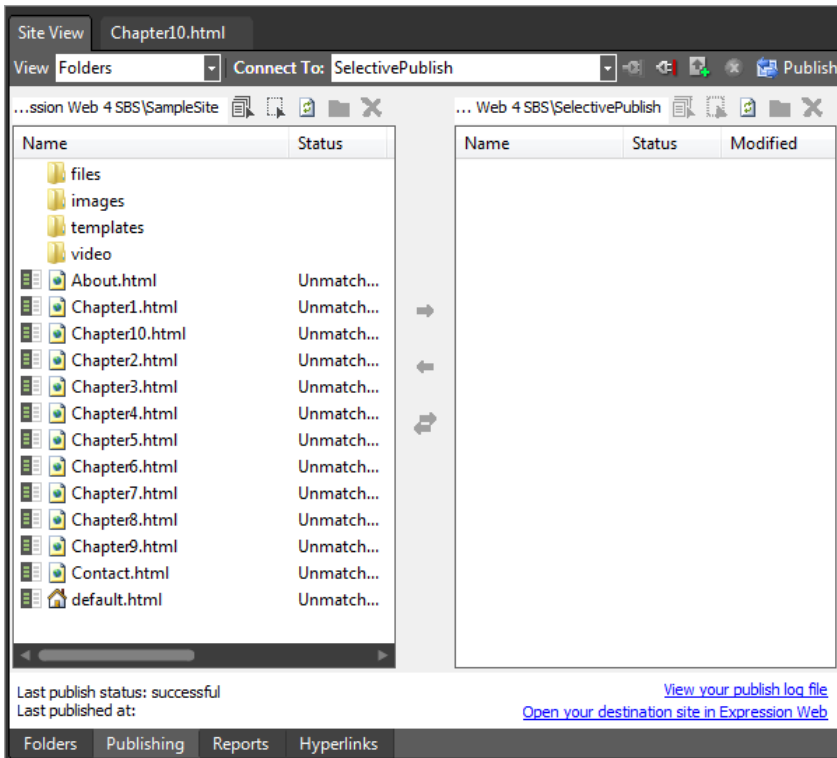 Site View Chapter10.html
View Folders Connect To: SelectivePublish Publish
...ssion Web 4 SBS\SampleSite ... Web 4 SBS\SelectivePublish
Name Status Name Status Modified
files
images
templates
video
About.html Unmatch...
Chapter1.html Unmatch...
Chapter10.html Unmatch...
Chapter2.html Unmatch...
Chapter3.html Unmatch...
Chapter4.html Unmatch...
Chapter5.html Unmatch...
Chapter6.html Unmatch...
Chapter7.html Unmatch...
Chapter8.html Unmatch...
Chapter9.html Unmatch...
Contact.html Unmatch...
default.html Unmatch...
Last publish status: successful View your publish log file
Last published at: Open your destination site in Expression Web
Folders Publishing Reports Hyperlinks